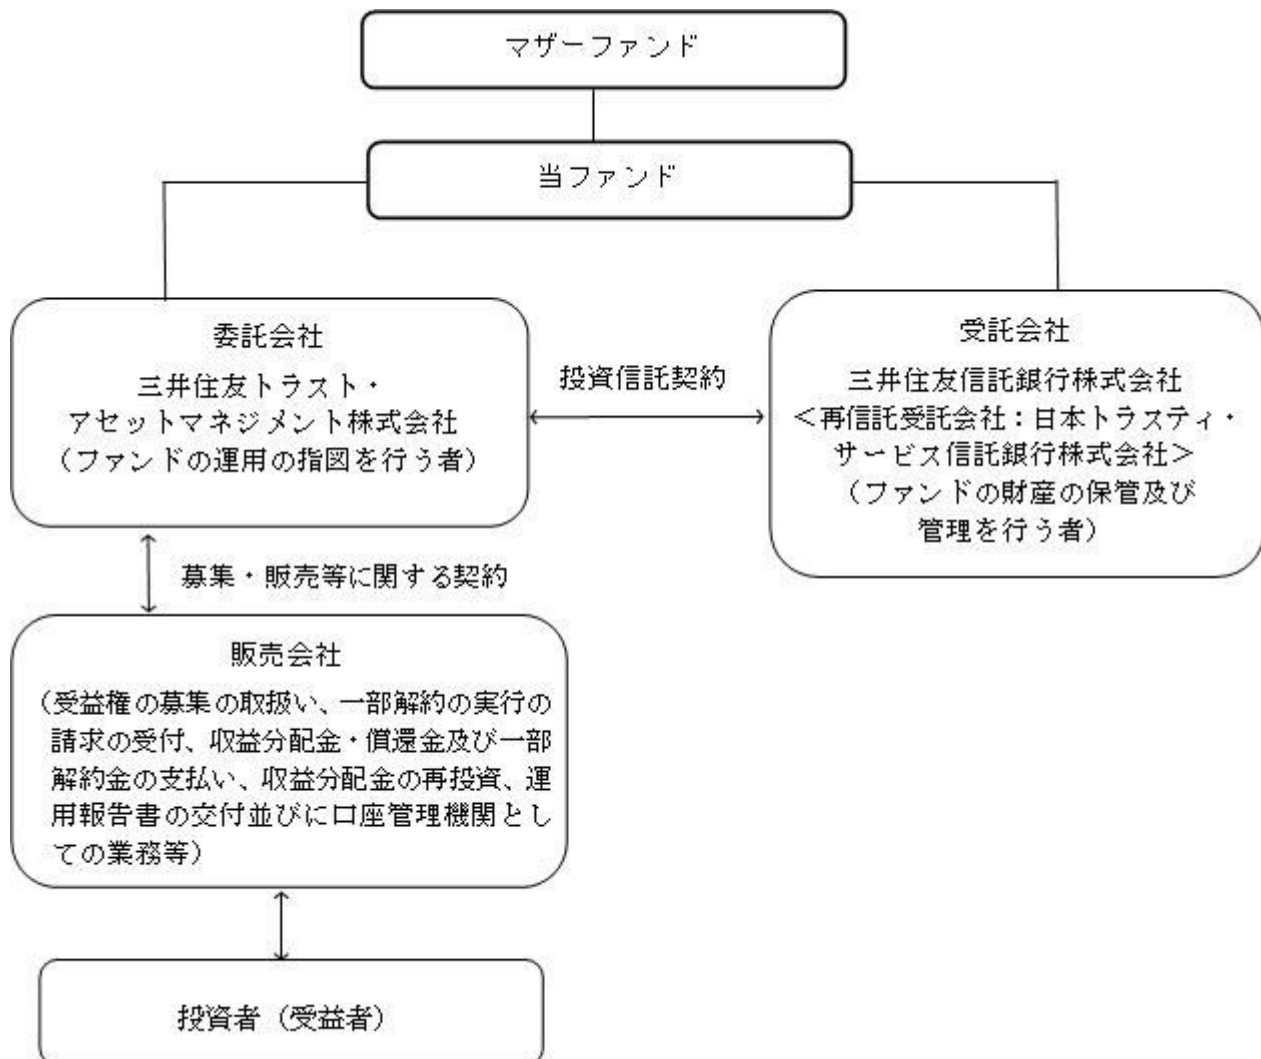 マザーファンド
当ファンド
委託会社
三井住友トラスト・
アセットマネジメント株式会社
（ファンドの運用の指図を行う者）
投資信託契約
受託会社
三井住友信託銀行株式会社
＜再信託受託会社：日本トラスティ・
サービス信託銀行株式会社＞
（ファンドの財産の保管及び
管理を行う者）
募集・販売等に関する契約
販売会社
（受益権の募集の取扱い、一部解約の実行の
請求の受付、収益分配金・償還金及び一部
解約金の支払い、収益分配金の再投資、運
用報告書の交付並びに口座管理機関とし
ての業務等）
投資者（受益者）